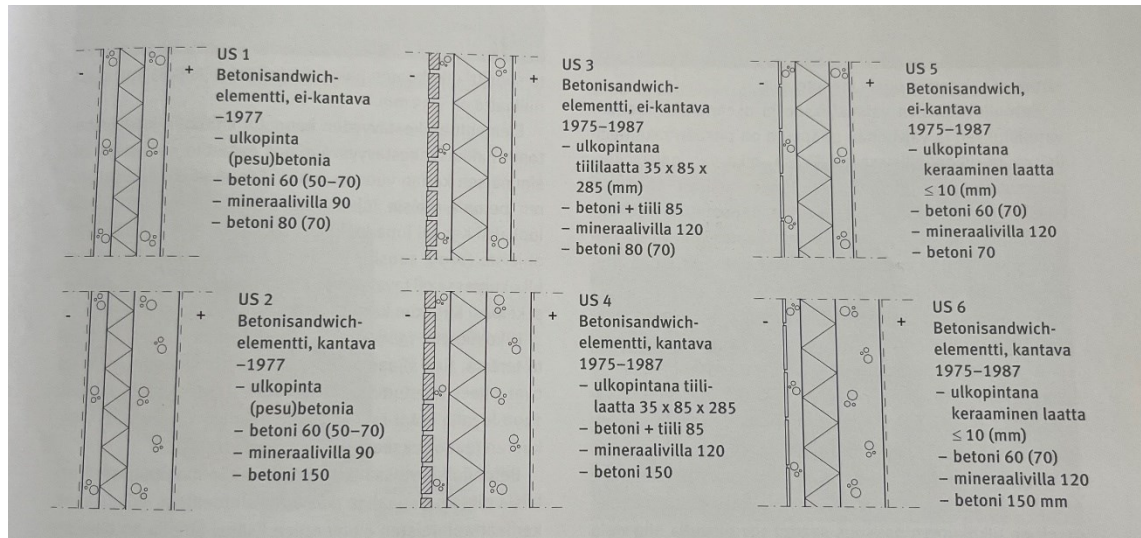 US 1
Betonisandwich-
elementti, ei-kantava
–1977
– ulkopinta
(pesu)betonia
– betoni 60 (50–70)
– mineraalivilla 90
– betoni 80 (70)
- +
US 2
Betonisandwich-
elementti, kantava
–1977
– ulkopinta
(pesu)betonia
– betoni 60 (50–70)
– mineraalivilla 90
– betoni 150
- +
US 3
Betonisandwich-
elementti, ei-kantava
1975–1987
– ulkopintana
tiililaatta 35 x 85 x
285 (mm)
– betoni + tiili 85
– mineraalivilla 120
– betoni 80 (70)
- +
US 4
Betonisandwich-
elementti, kantava
1975–1987
– ulkopintana tiili-
laatta 35 x 85 x 285
– betoni + tiili 85
– mineraalivilla 120
– betoni 150
- +
US 5
Betonisandwich,
ei-kantava
1975–1987
– ulkopintana
keraaminen laatta
≤ 10 (mm)
– betoni 60 (70)
– mineraalivilla 120
– betoni 70
- +
US 6
Betonisandwich-
elementti, kantava
1975–1987
– ulkopintana
keraaminen laatta
≤ 10 (mm)
– betoni 60 (70)
– mineraalivilla 120
– betoni 150 mm
- +